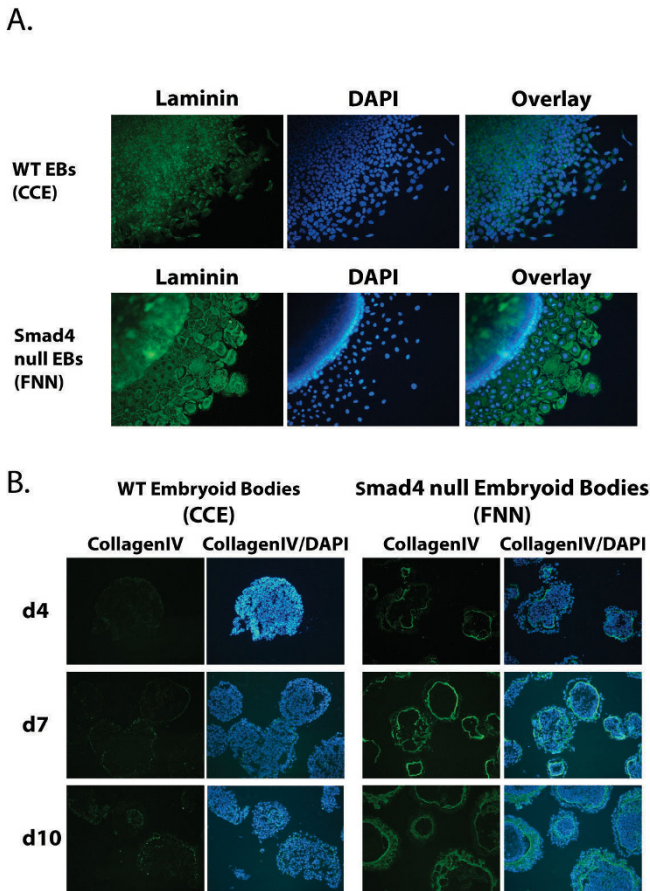 A.
Laminin DAPI Overlay
WT EBs
(CCE)
Laminin DAPI Overlay
Smad4
null EBs
(FNN)
B.
WT Embryoid Bodies Smad4 null Embryoid Bodies
(CCE) (FNN)
CollagenIV CollagenIV/DAPI CollagenIV CollagenIV/DAPI
d4
d7
d10